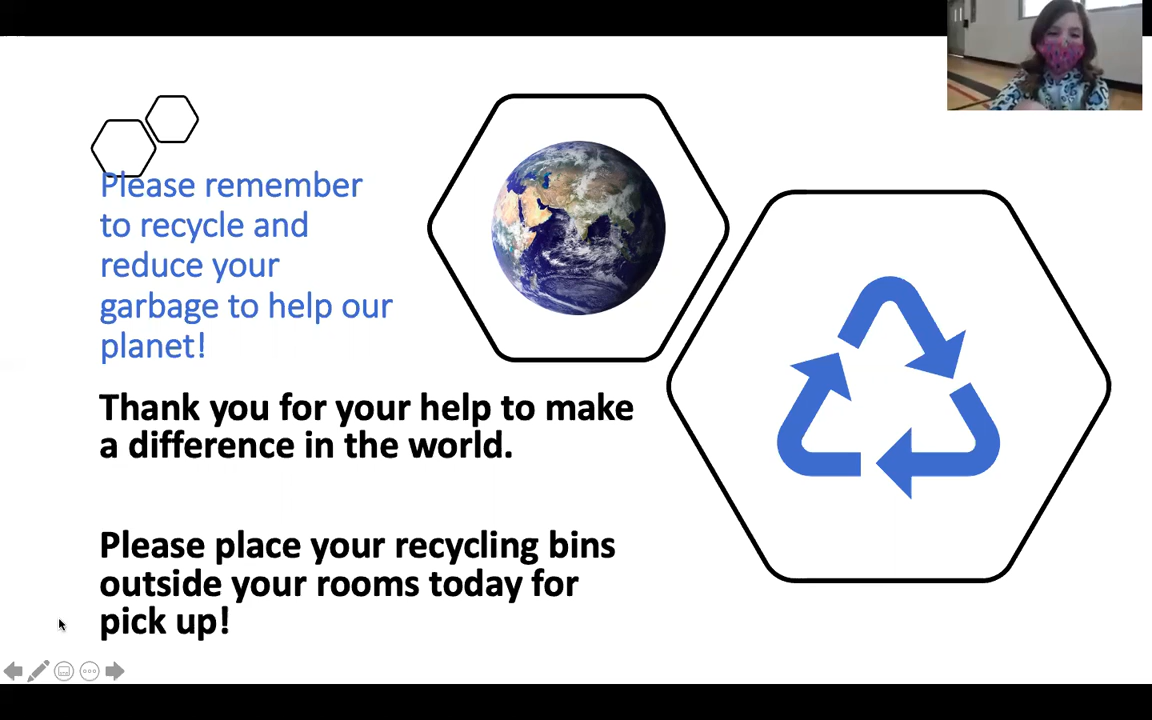 Please remember
to recycle and
reduce your
garbage to help our
planet!
Thank you for your help to make
a difference in the world.
Please place your recycling bins
outside your rooms today for
pick up!